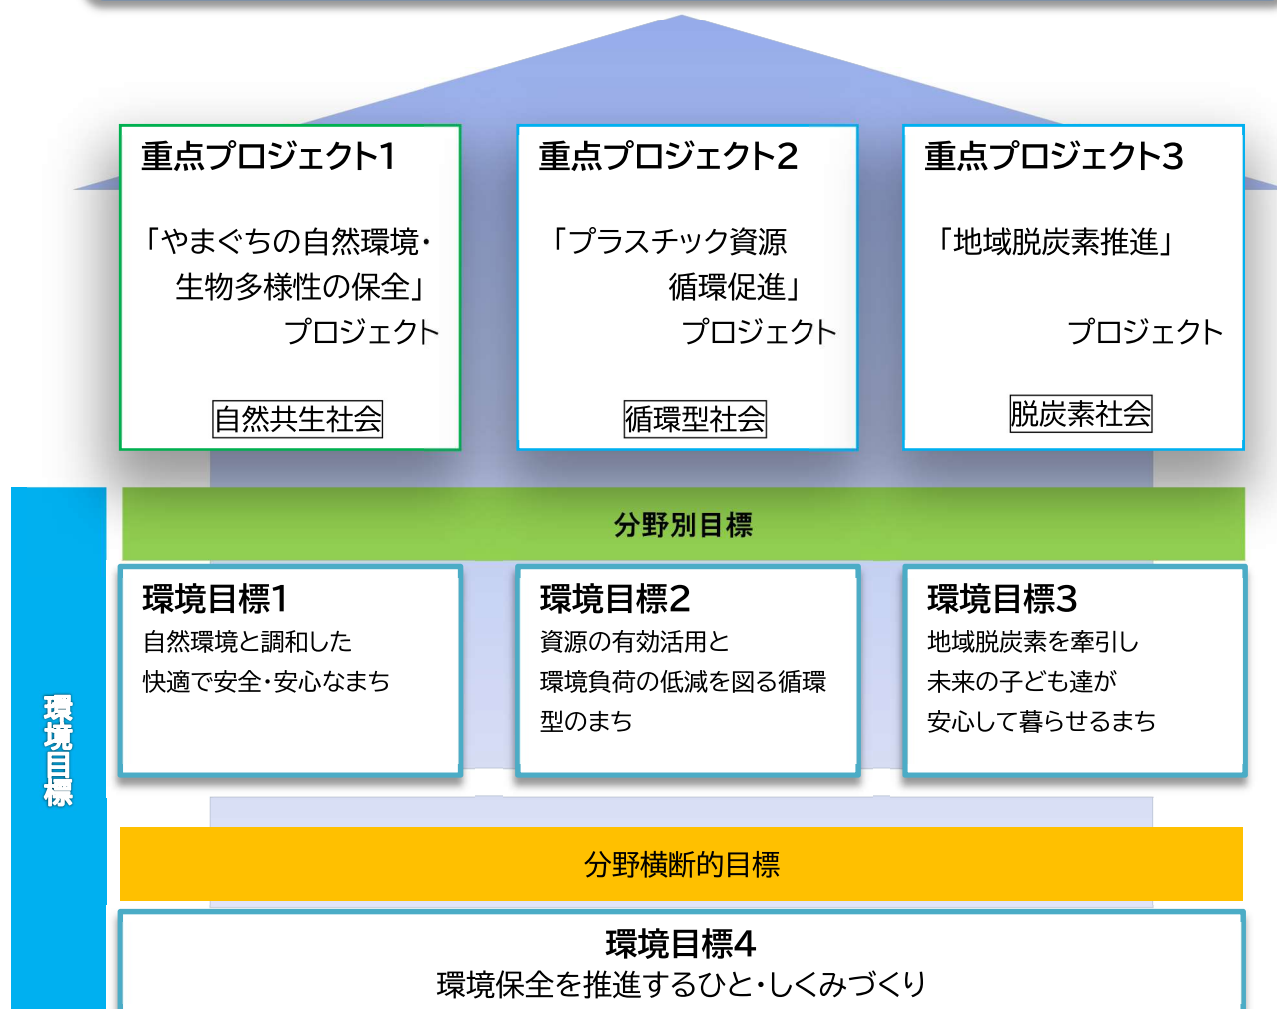 重点プロジェクト1
「やまぐちの自然環境・
生物多様性の保全」
プロジェクト
自然共生社会
重点プロジェクト2
「プラスチック資源
循環促進」
プロジェクト
循環型社会
重点プロジェクト3
「地域脱炭素推進」
プロジェクト
脱炭素社会
環境目標
分野別目標
環境目標1
自然環境と調和した
快適で安全・安心なまち
環境目標2
資源の有効活用と
環境負荷の低減を図る循環
型のまち
環境目標3
地域脱炭素を牽引し
未来の子ども達が
安心して暮らせるまち
分野横断的目標
環境目標4
環境保全を推進するひと・しくみづくり